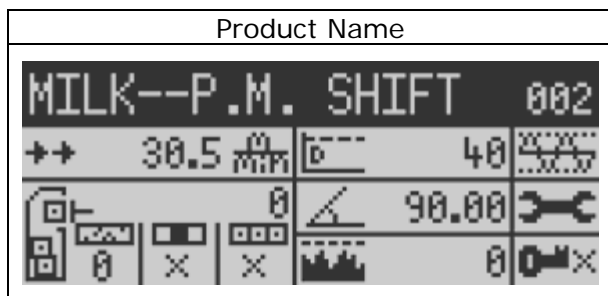 Product Name
MILK--P.M. SHIFT 002
30.5 m/min 40
0 90.00
0 × × 0 ×